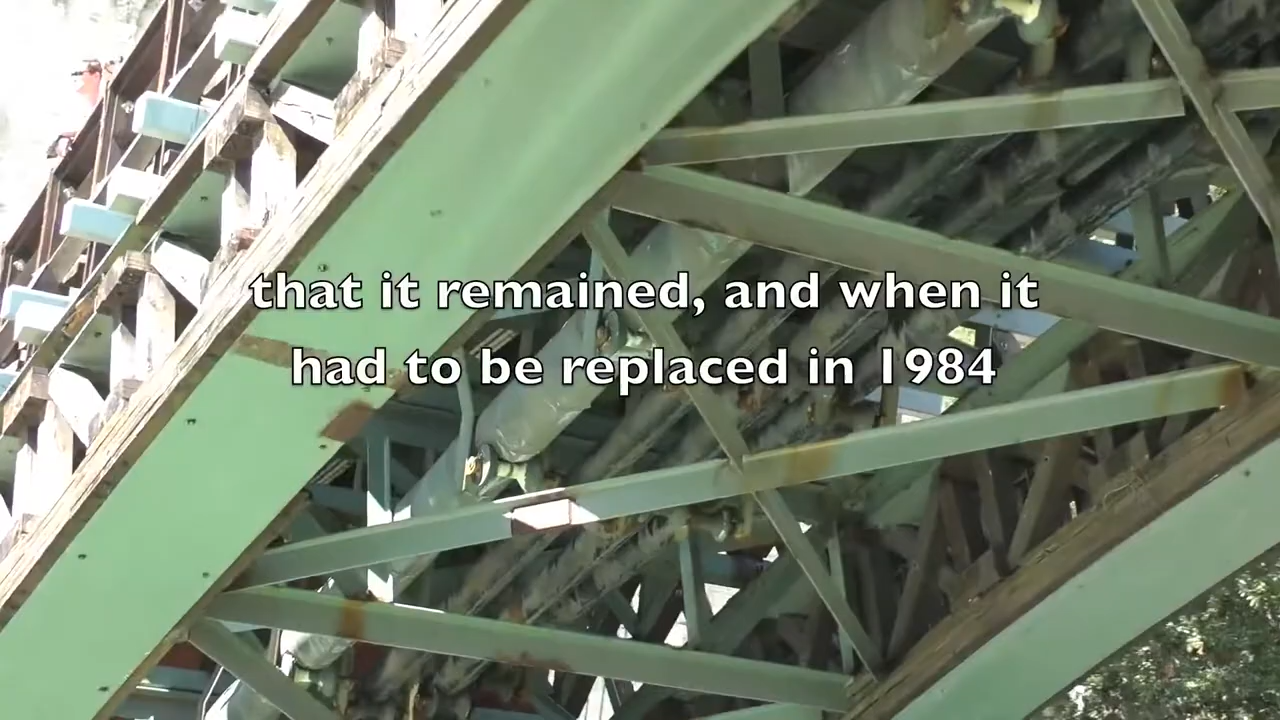 that it remained, and when it
had to be replaced in 1984